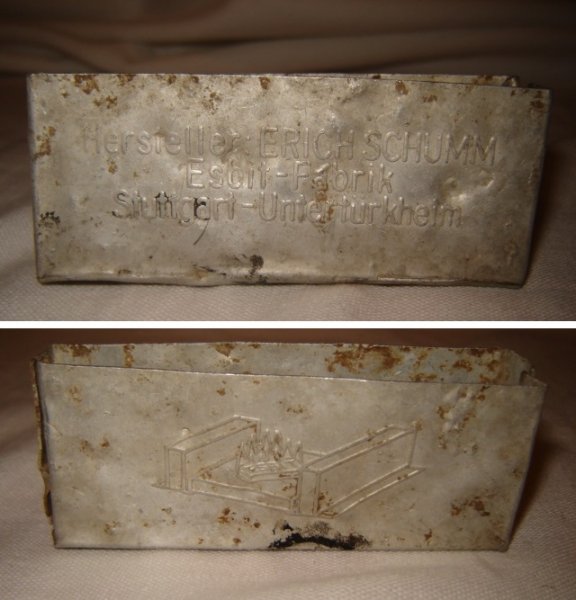 Hersteller: ERICH SCHUMM
Esbit-Fabrik
Stuttgart-Untertürkheim